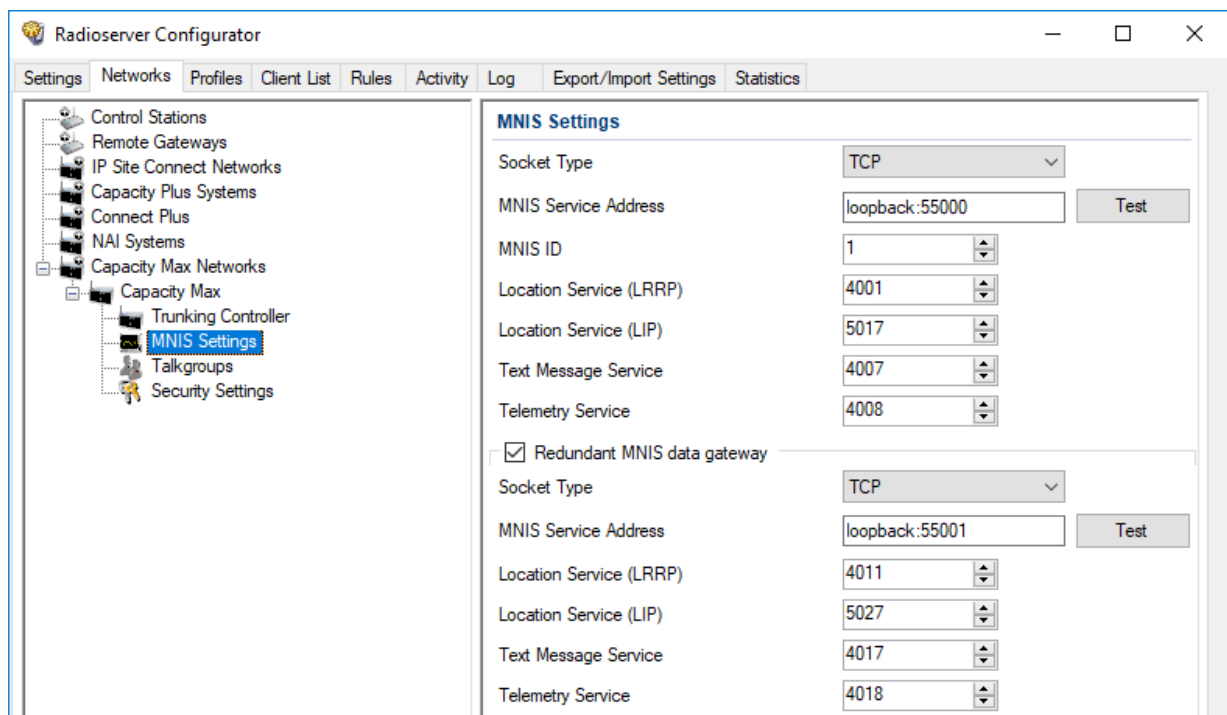 Radioserver Configurator
Settings Networks Profiles Client List Rules Activity Log Export/Import Settings Statistics
Control Stations
Remote Gateways
IP Site Connect Networks
Capacity Plus Systems
Connect Plus
NAI Systems
Capacity Max Networks
Capacity Max
Trunking Controller
MNIS Settings
Talkgroups
Security Settings
MNIS Settings
Socket Type TCP
MNIS Service Address loopback:55000 Test
MNIS ID 1
Location Service (LRRP) 4001
Location Service (LIP) 5017
Text Message Service 4007
Telemetry Service 4008
Redundant MNIS data gateway
Socket Type TCP
MNIS Service Address loopback:55001 Test
Location Service (LRRP) 4011
Location Service (LIP) 5027
Text Message Service 4017
Telemetry Service 4018